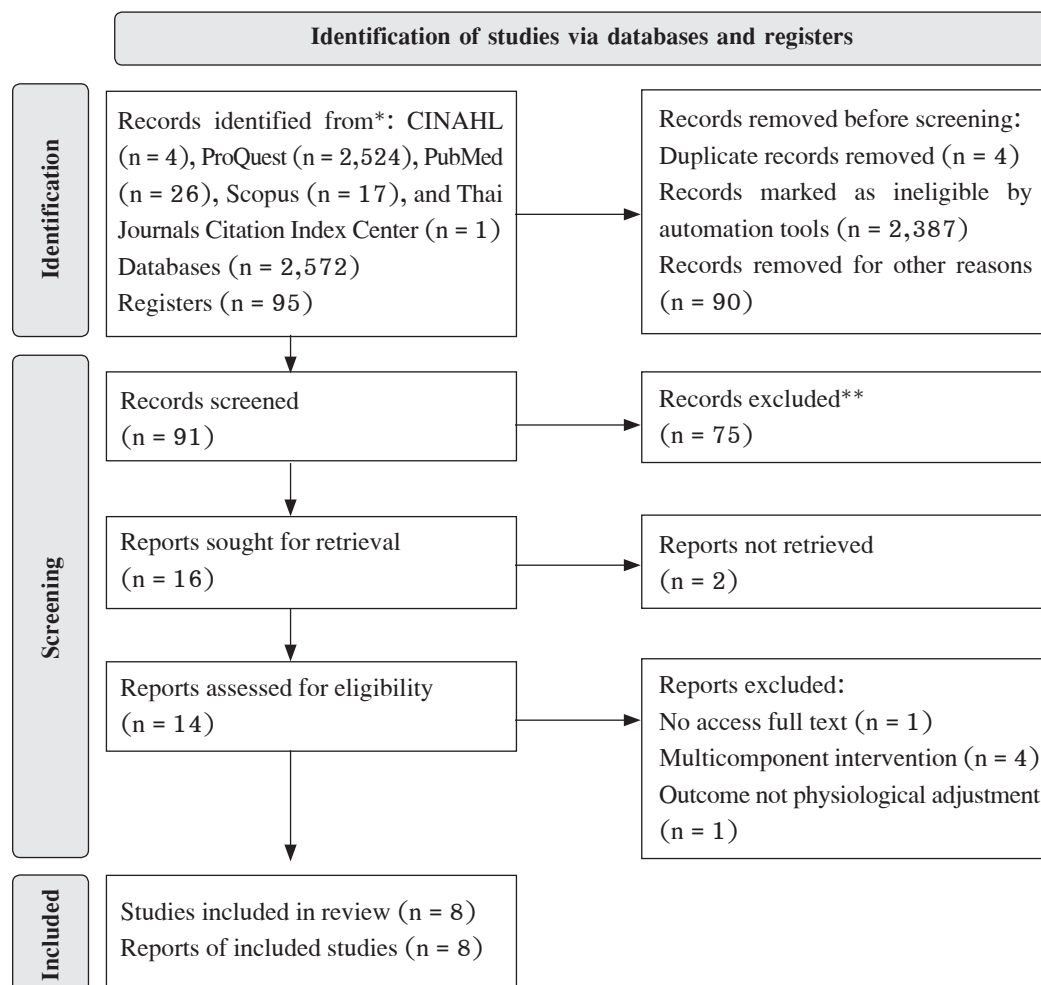 Identification of studies via databases and registers
Identification
Records identified from*: CINAHL
(n = 4), ProQuest (n = 2,524), PubMed
(n = 26), Scopus (n = 17), and Thai
Journals Citation Index Center (n = 1)
Databases (n = 2,572)
Registers (n = 95)
Records removed before screening:
Duplicate records removed (n = 4)
Records marked as ineligible by
automation tools (n = 2,387)
Records removed for other reasons
(n = 90)
Screening
Records screened
(n = 91)
Records excluded**
(n = 75)
Reports sought for retrieval
(n = 16)
Reports not retrieved
(n = 2)
Reports assessed for eligibility
(n = 14)
Reports excluded:
No access full text (n = 1)
Multicomponent intervention (n = 4)
Outcome not physiological adjustment
(n = 1)
Included
Studies included in review (n = 8)
Reports of included studies (n = 8)